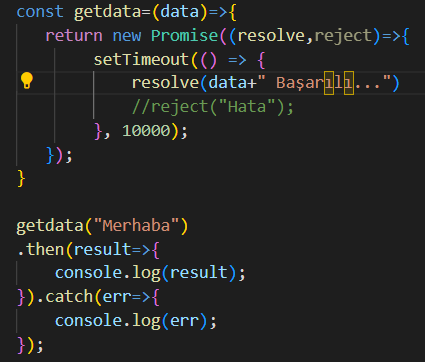 const getdata=(data)=>{
return new Promise((resolve,reject)=>{
setTimeout(() => {
resolve(data+" Başarılı...")
//reject("Hata");
}, 10000);
});
}
getdata("Merhaba")
.then(result=>{
console.log(result);
}).catch(err=>{
console.log(err);
});